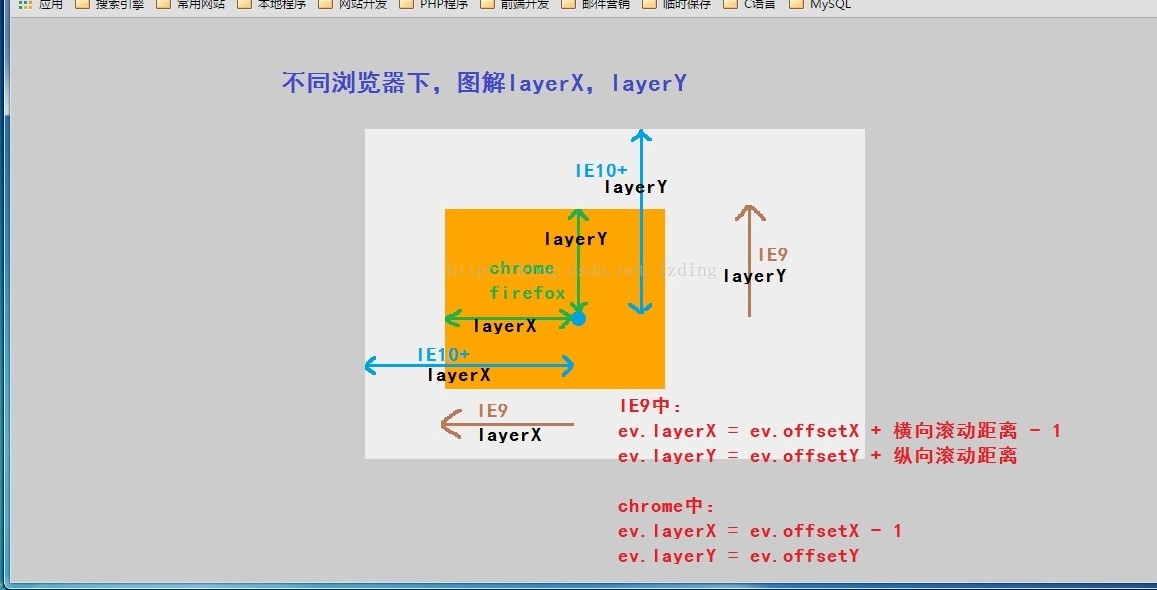 应用 搜索引擎 常用网站 本地程序 网站开发 PHP程序 前端开发 邮件营销 临时保存 C语言 MySQL
不同浏览器下，图解layerX，layerY
IE10+
layerY
layerY
IE9
chrome
layerY
firefox
layerX
IE10+
layerX
IE9
layerX
IE9中：
ev.layerX = ev.offsetX + 横向滚动距离 - 1
ev.layerY = ev.offsetY + 纵向滚动距离
chrome中：
ev.layerX = ev.offsetX - 1
ev.layerY = ev.offsetY